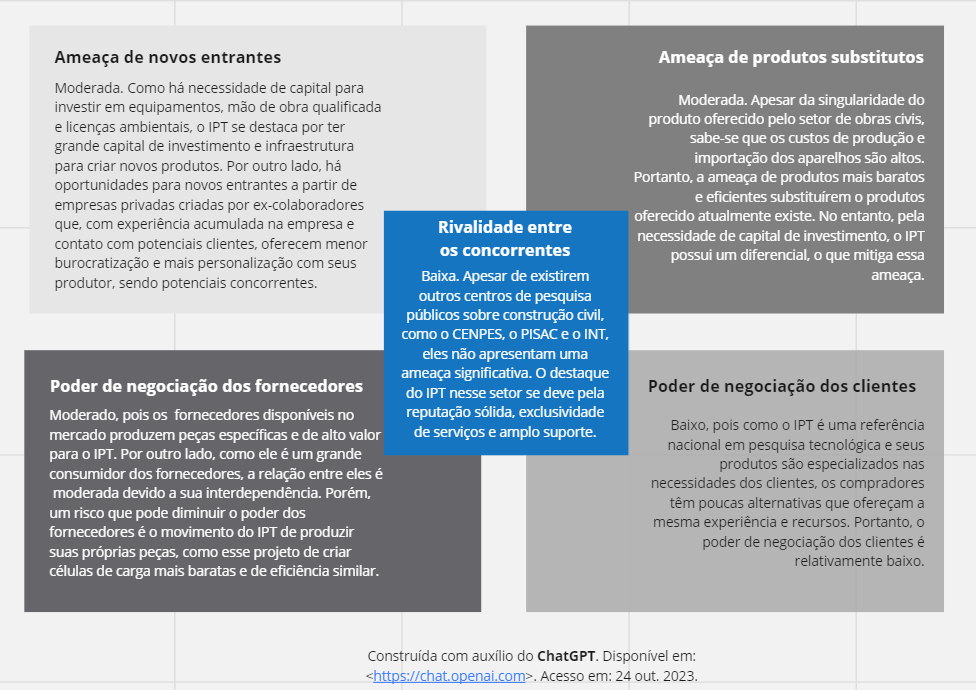 Ameaça de novos entrantes
Moderada. Como há necessidade de capital para
investir em equipamentos, mão de obra qualificada
e licenças ambientais, o IPT se destaca por ter
grande capital de investimento e infraestrutura
para criar novos produtos. Por outro lado, há
oportunidades para novos entrantes a partir de
empresas privadas criadas por ex-colaboradores
que, com experiência acumulada na empresa e
contato com potenciais clientes, oferecem menor
burocratização e mais personalização com seus
produtor, sendo potenciais concorrentes.
Ameaça de produtos substitutos
Moderada. Apesar da singularidade do
produto oferecido pelo setor de obras civis,
sabe-se que os custos de produção e
importação dos aparelhos são altos.
Portanto, a ameaça de produtos mais baratos
e eficientes substituírem o produtos
oferecido atualmente existe. No entanto, pela
necessidade de capital de investimento, o IPT
possui um diferencial, o que mitiga essa
ameaça.
Rivalidade entre
os concorrentes
Baixa. Apesar de existirem
outros centros de pesquisa
públicos sobre construção civil,
como o CENPES, o PISAC e o INT,
eles não apresentam uma
ameaça significativa. O destaque
do IPT nesse setor se deve pela
reputação sólida, exclusividade
de serviços e amplo suporte.
Poder de negociação dos fornecedores
Moderado, pois os fornecedores disponíveis no
mercado produzem peças específicas e de alto valor
para o IPT. Por outro lado, como ele é um grande
consumidor dos fornecedores, a relação entre eles é
moderada devido a sua interdependência. Porém,
um risco que pode diminuir o poder dos
fornecedores é o movimento do IPT de produzir
suas próprias peças, como esse projeto de criar
células de carga mais baratas e de eficiência similar.
Poder de negociação dos clientes
Baixo, pois como o IPT é uma referência
nacional em pesquisa tecnológica e seus
produtos são especializados nas
necessidades dos clientes, os compradores
têm poucas alternativas que ofereçam a
mesma experiência e recursos. Portanto, o
poder de negociação dos clientes é
relativamente baixo.
Construída com auxílio do ChatGPT. Disponível em:
<https://chat.openai.com>. Acesso em: 24 out. 2023.